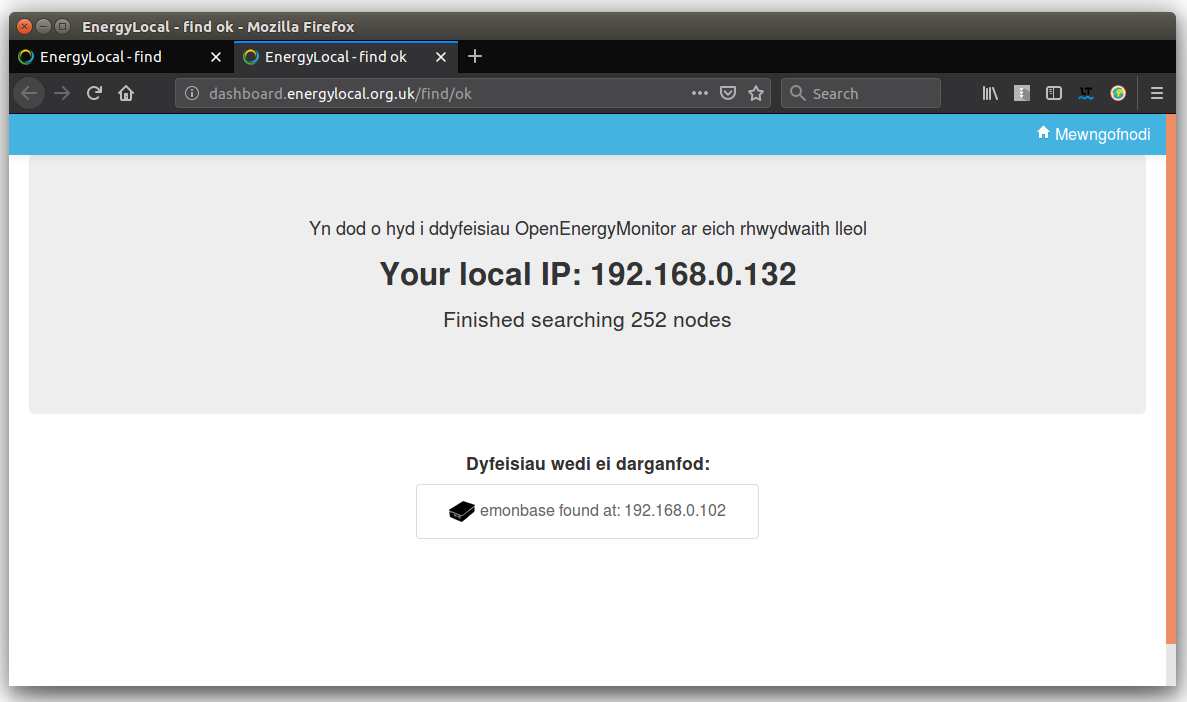 EnergyLocal - find ok - Mozilla Firefox
EnergyLocal - find
EnergyLocal - find ok
dashboard.energylocal.org.uk/find/ok
Search
Mewngofnodi
Yn dod o hyd i ddyfeisiau OpenEnergyMonitor ar eich rhwydwaith lleol
Your local IP: 192.168.0.132
Finished searching 252 nodes
Dyfeisiau wedi ei darganfod:
emonbase found at: 192.168.0.102